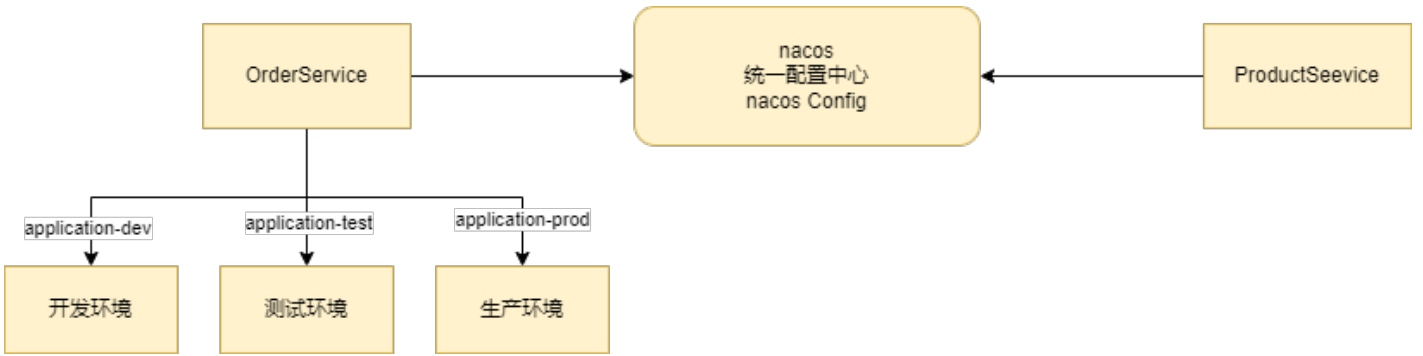 OrderService
nacos
统一配置中心
nacos Config
ProductSeevice
application-dev
application-test
application-prod
开发环境
测试环境
生产环境